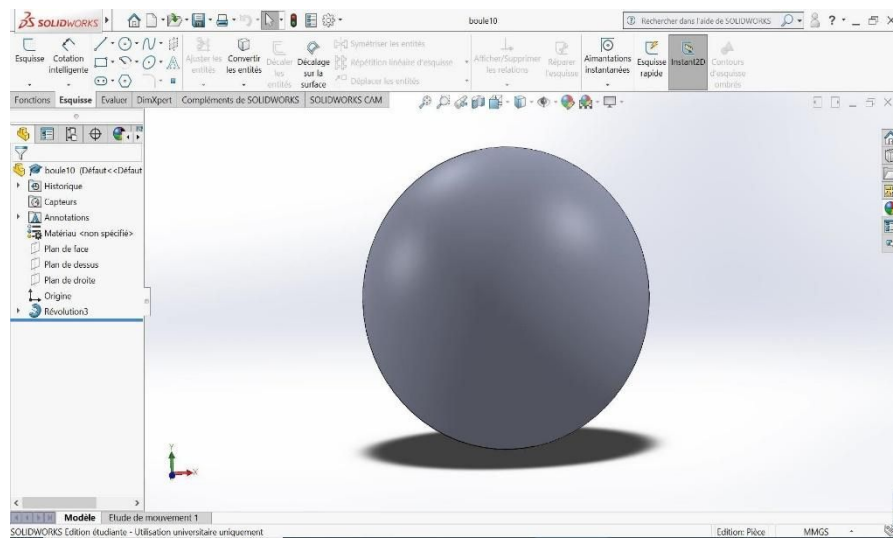 SOLIDWORKS
boule10
Rechercher dans l'aide de SOLIDWORKS
Esquisse
Cotation intelligente
Ajuster les entités
Convertir les entités
Décaler les entités
Décalage sur la surface
Symétriser les entités
Répétition linéaire d'esquisse
Déplacer les entités
Afficher/Supprimer les relations
Réparer l'esquisse
Aimantations instantanées
Esquisse rapide
Instant2D
Contours d'esquisse ombrés
Fonctions Esquisse Evaluer DimXpert Compléments de SOLIDWORKS SOLIDWORKS CAM
boule10 (Défaut<<Défaut
Historique
Capteurs
Annotations
Matériau <non spécifié>
Plan de face
Plan de dessus
Plan de droite
Origine
Révolution3
Y
X
Modèle Etude de mouvement 1
SOLIDWORKS Edition étudiante - Utilisation universitaire uniquement Edition: Pièce MMGS